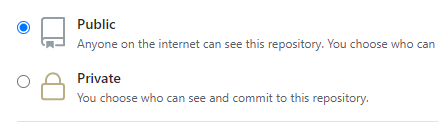 Public
Anyone on the internet can see this repository. You choose who can
Private
You choose who can see and commit to this repository.